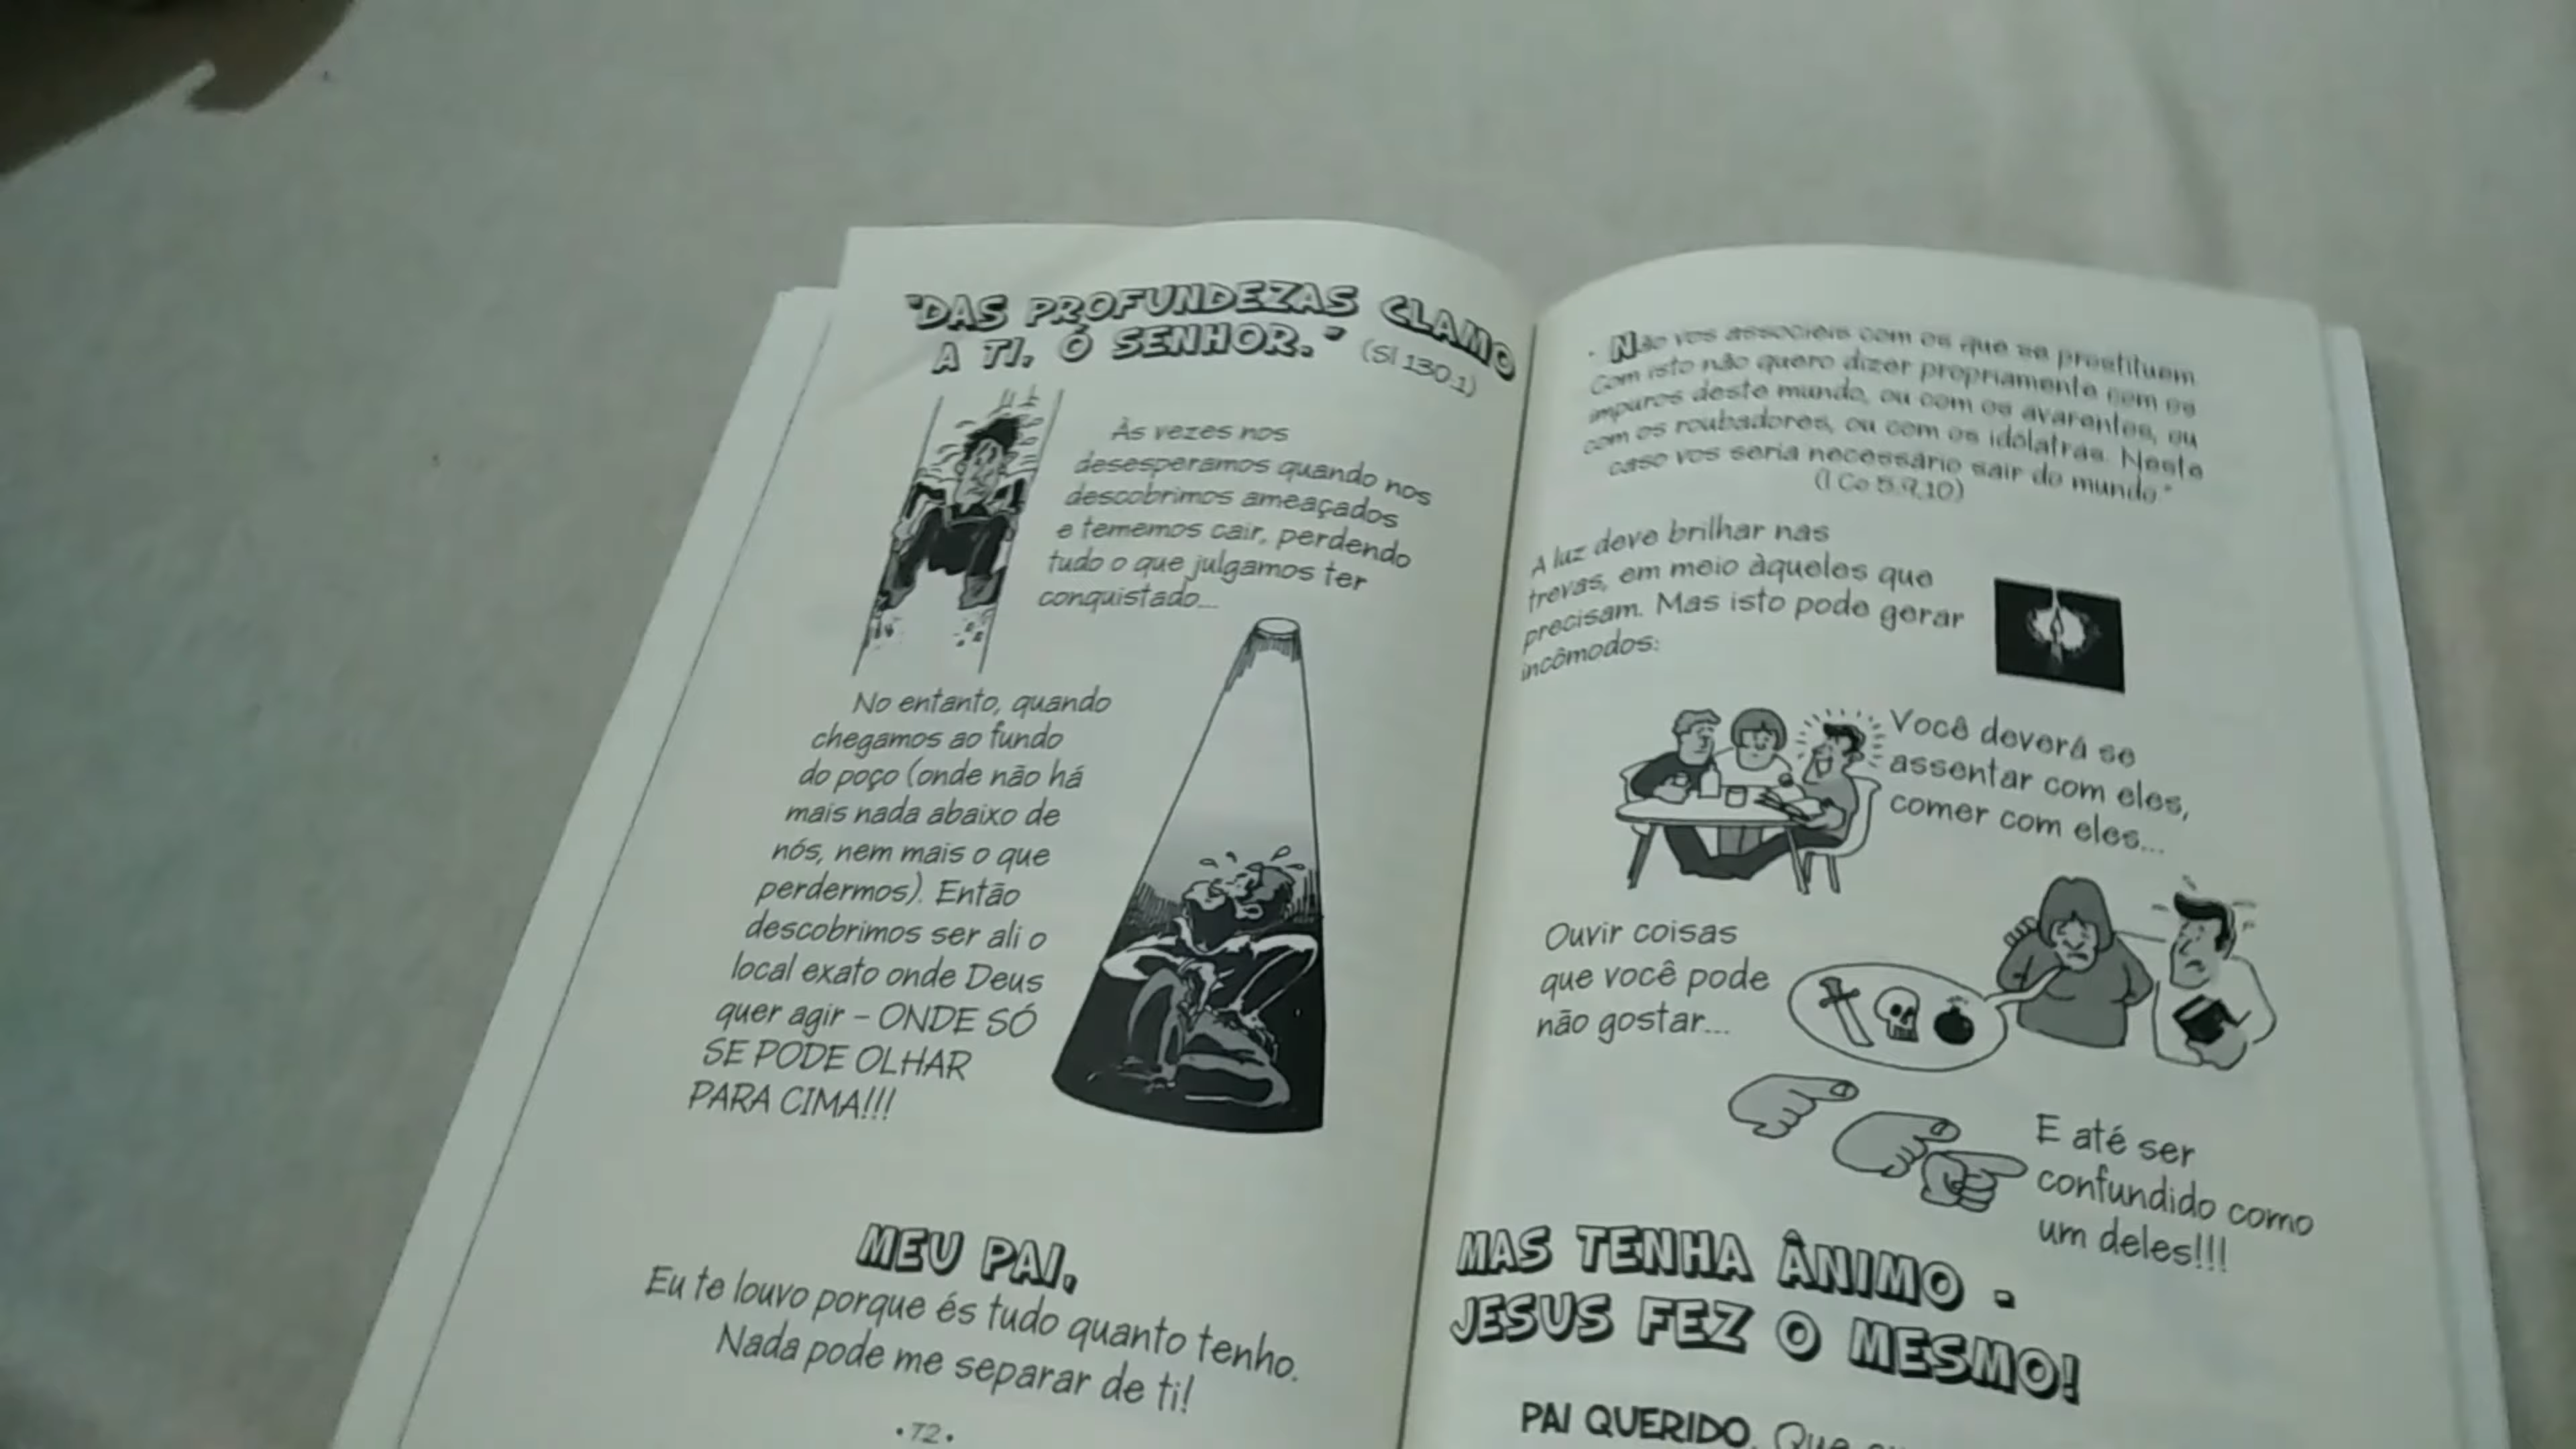 "DAS PROFUNDEZAS CLAMO
A TI, Ó SENHOR." (Sl 130.1)
Às vezes nos
desesperamos quando nos
descobrimos ameaçados
e tememos cair, perdendo
tudo o que julgamos ter
conquistado...
No entanto, quando
chegamos ao fundo
do poço (onde não há
mais nada abaixo de
nós, nem mais o que
perdermos). Então
descobrimos ser ali o
local exato onde Deus
quer agir – ONDE SÓ
SE PODE OLHAR
PARA CIMA!!!
MEU PAI,
Eu te louvo porque és tudo quanto tenho.
Nada pode me separar de ti!
•72•
Não vos associeis com os que se prostituem.
Com isto não quero dizer propriamente com os
impuros deste mundo, ou com os avarentos, ou
com os roubadores, ou com os idólatras. Neste
caso vos seria necessário sair do mundo."
(I Co 5.9,10)
A luz deve brilhar nas
trevas, em meio àqueles que
precisam. Mas isto pode gerar
incômodos:
Você deverá se
assentar com eles,
comer com eles...
Ouvir coisas
que você pode
não gostar...
E até ser
confundido como
um deles!!!
MAS TENHA ÂNIMO -
JESUS FEZ O MESMO!
PAI QUERIDO, Que